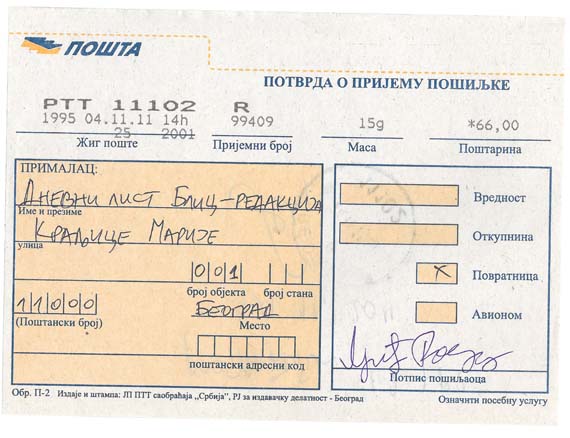 ПОШТА
ПОТВРДА О ПРИЈЕМУ ПОШИЉКЕ
PTT 11102 R
1995 04.11.11 14h 99409 15g *66,00
25 2001
Жиг поште Пријемни број Маса Поштарина
ПРИМАЛАЦ:
Дневни лист Блиц-редакција
Име и презиме
Краљице Марије
улица
001
број објекта број стана
11000 Београд
(Поштански број) Место
поштански адресни код
Вредност
Откупнина
X Повратница
Авионом
Потпис пошиљаоца
Обр. П-2 Издаје и штампа: ЈП ПТТ саобраћаја „Србија", РЈ за издавачку делатност - Београд Означити посебну услугу